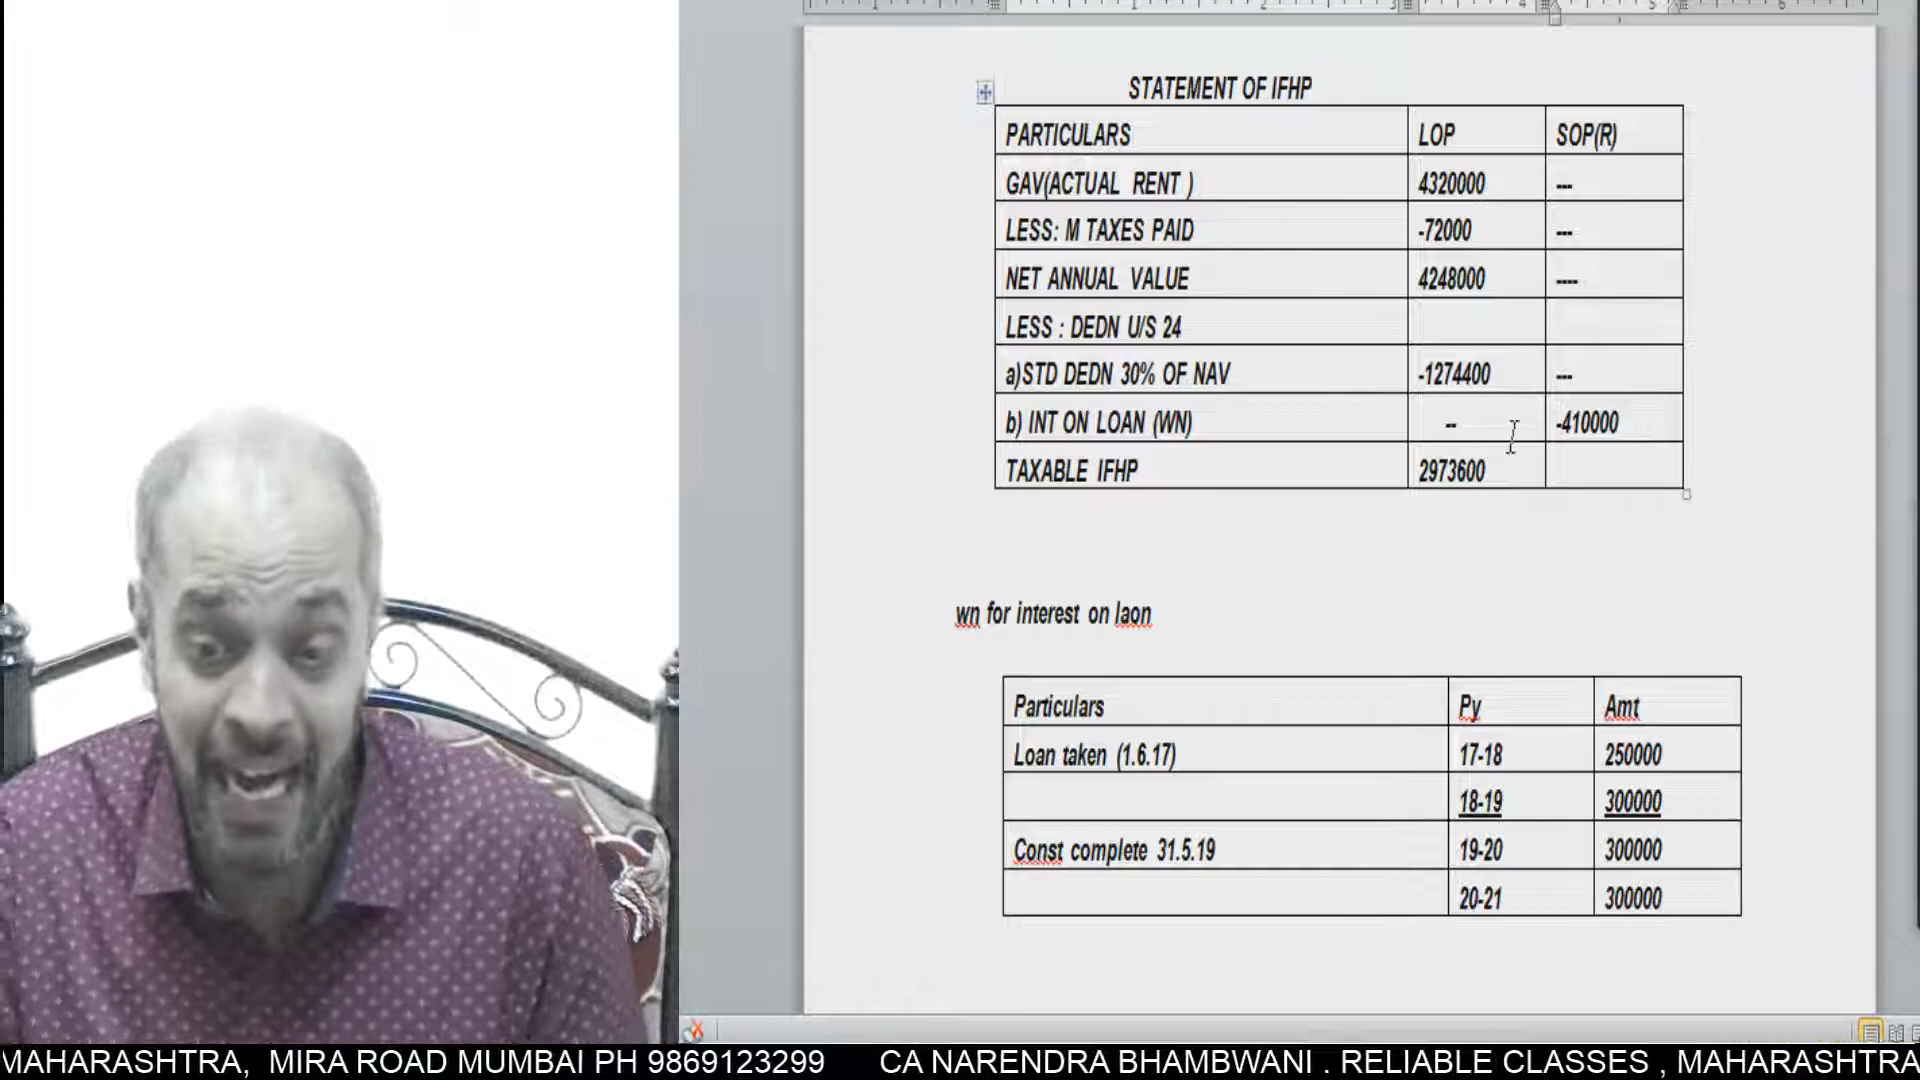 STATEMENT OF IFHP
PARTICULARS LOP SOP(R)
GAV(ACTUAL RENT ) 4320000 ---
LESS: M TAXES PAID -72000 ---
NET ANNUAL VALUE 4248000 ----
LESS : DEDN U/S 24
a)STD DEDN 30% OF NAV -1274400 ---
b) INT ON LOAN (WN) -- -410000
TAXABLE IFHP 2973600
wn for interest on laon
Particulars Py Amt
Loan taken (1.6.17) 17-18 250000
18-19 300000
Const complete 31.5.19 19-20 300000
20-21 300000
MAHARASHTRA, MIRA ROAD MUMBAI PH 9869123299 CA NARENDRA BHAMBWANI . RELIABLE CLASSES , MAHARASHTRA